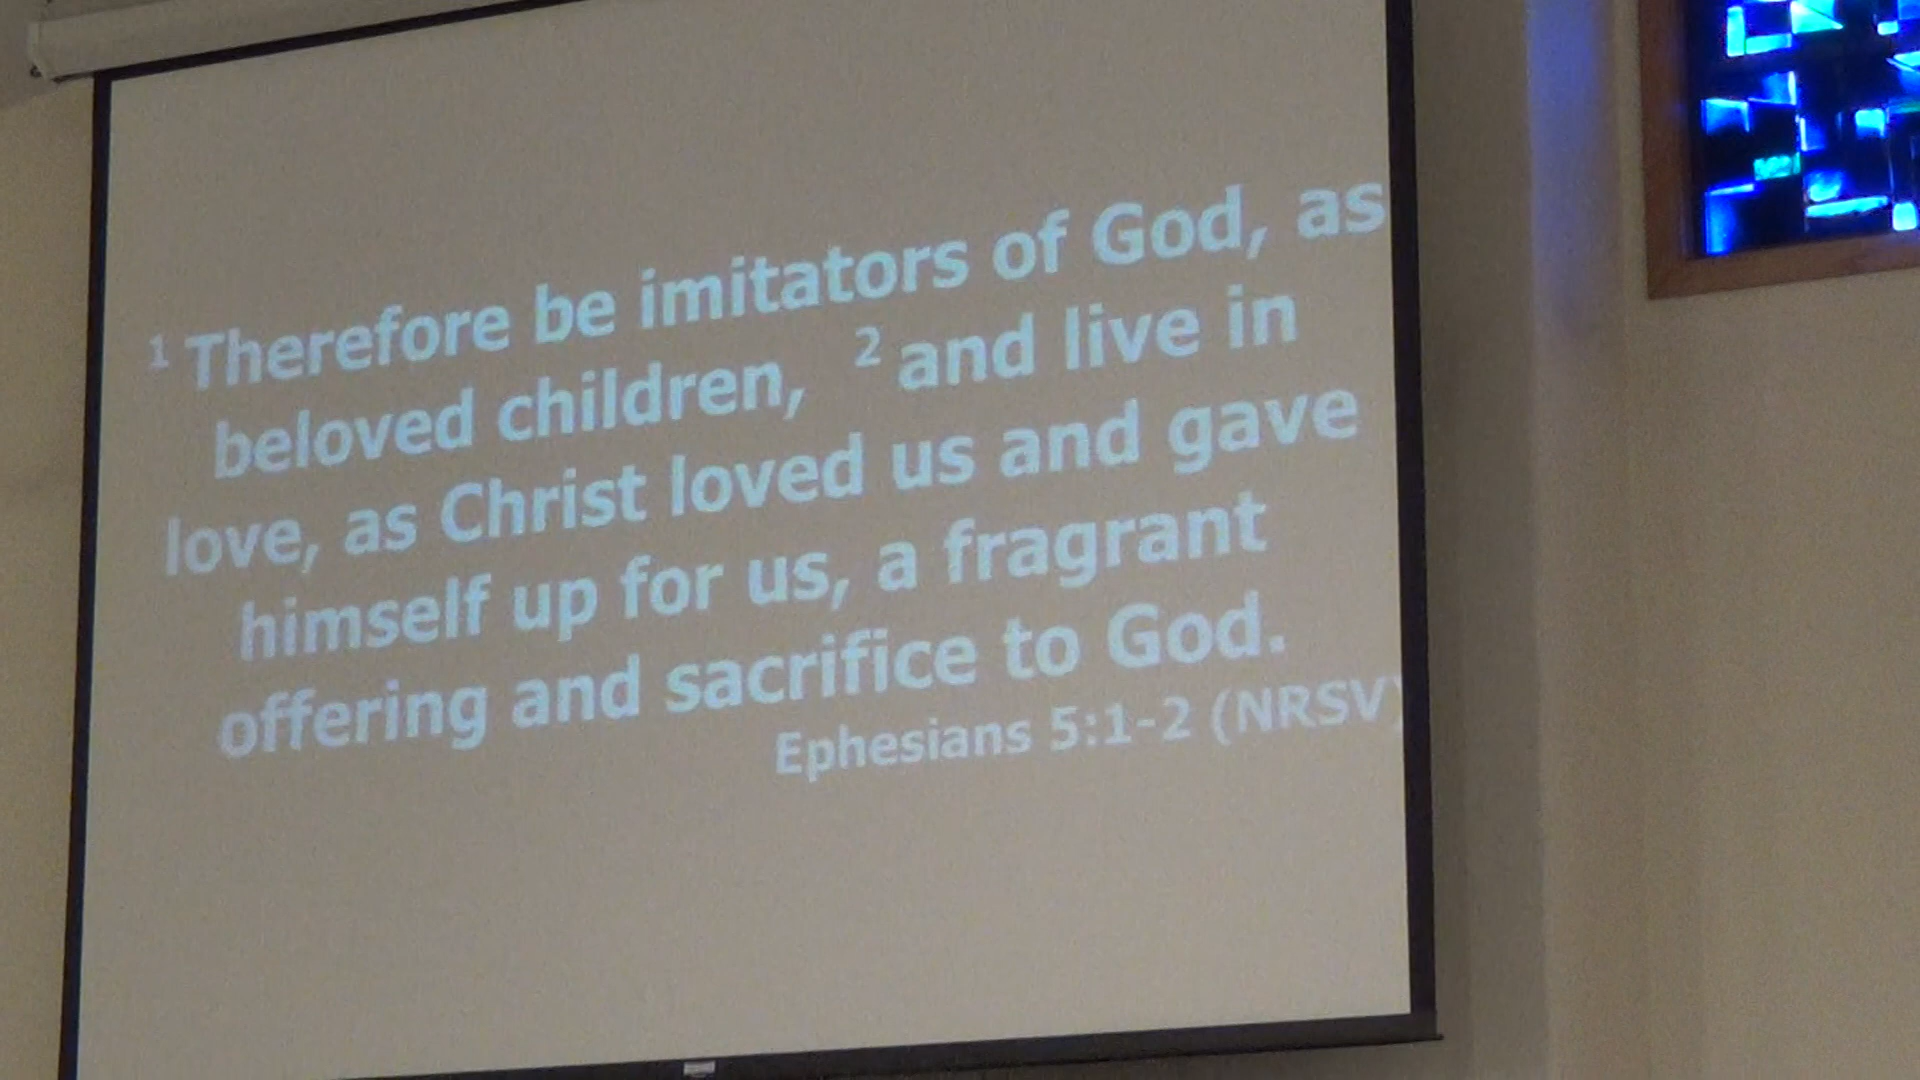 1 Therefore be imitators of God, as
beloved children, 2 and live in
love, as Christ loved us and gave
himself up for us, a fragrant
offering and sacrifice to God.
Ephesians 5:1-2 (NRSV)